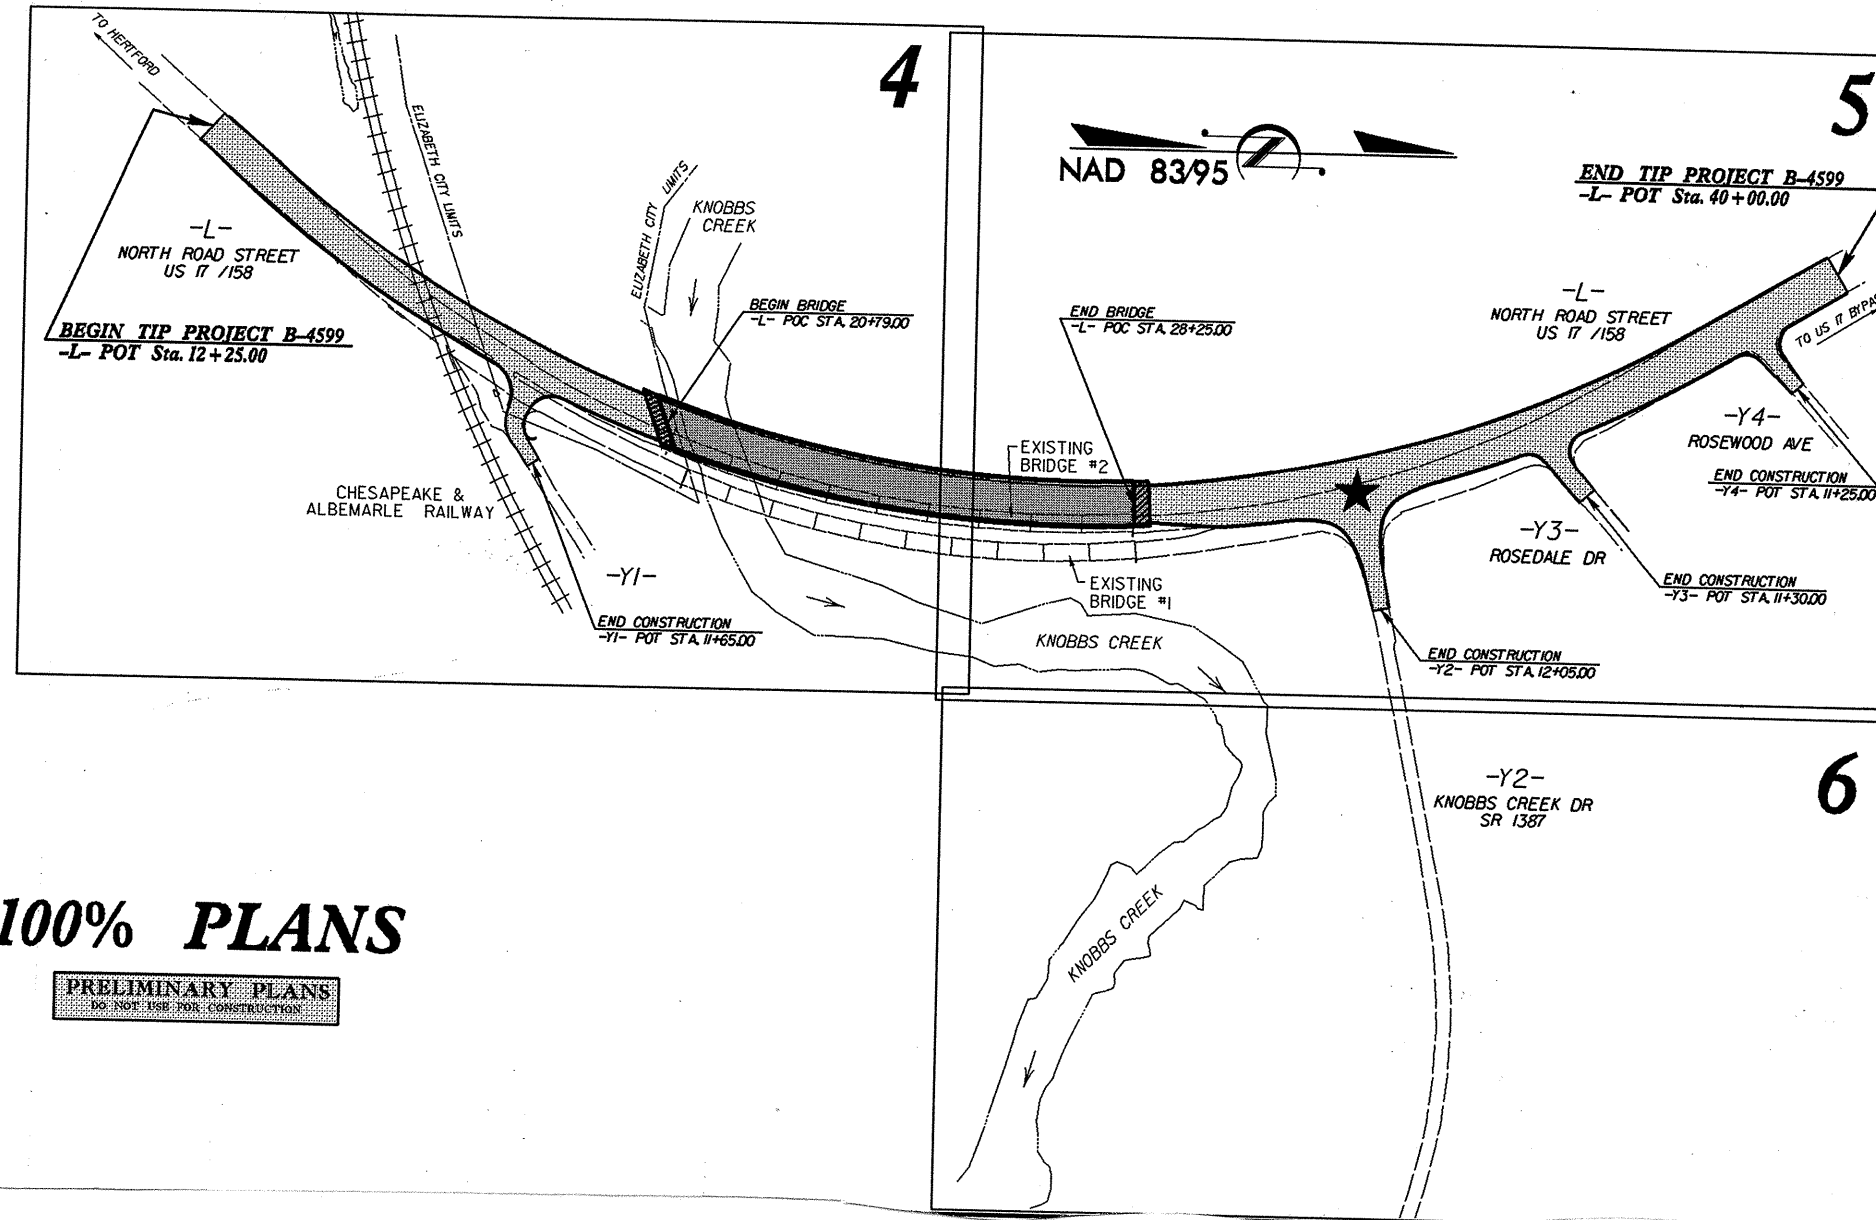 TO HERTFORD
4
5
ELIZABETH CITY LIMITS
ELIZABETH CITY LIMITS
KNOBBS
CREEK
NAD 83/95
END TIP PROJECT B-4599
-L- POT Sta. 40+00.00
-L-
NORTH ROAD STREET
US 17 /158
BEGIN TIP PROJECT B-4599
-L- POT Sta. 12+25.00
BEGIN BRIDGE
-L- POC STA. 20+79.00
END BRIDGE
-L- POC STA. 28+25.00
-L-
NORTH ROAD STREET
US 17 /158
TO US 17 BYPA
-Y4-
ROSEWOOD AVE
END CONSTRUCTION
-Y4- POT STA. 11+25.00
EXISTING
BRIDGE #2
CHESAPEAKE &
ALBEMARLE RAILWAY
-Y3-
ROSEDALE DR
END CONSTRUCTION
-Y3- POT STA. 11+30.00
-Y1-
END CONSTRUCTION
-Y1- POT STA. 11+65.00
EXISTING
BRIDGE #1
KNOBBS CREEK
END CONSTRUCTION
-Y2- POT STA. 12+05.00
-Y2-
KNOBBS CREEK DR
SR 1387
6
KNOBBS CREEK
100% PLANS
PRELIMINARY PLANS
DO NOT USE FOR CONSTRUCTION